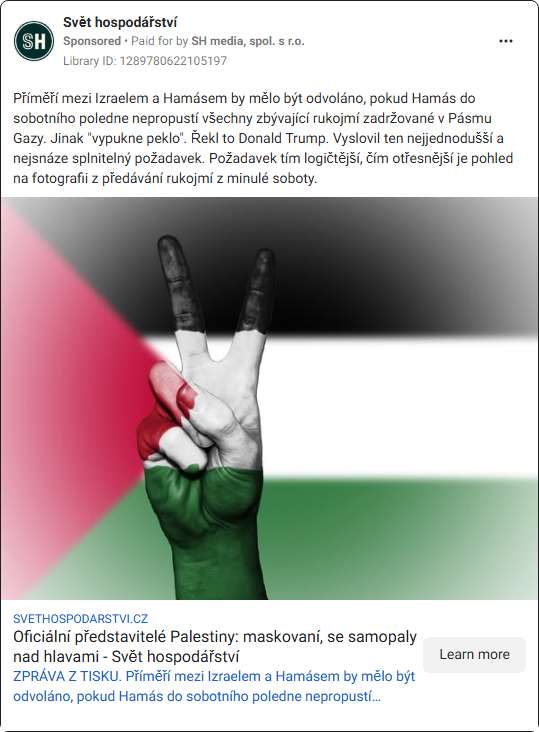 SH
Svět hospodářství
Sponsored • Paid for by SH media, spol. s r.o.
Library ID: 1289780622105197
Příměří mezi Izraelem a Hamásem by mělo být odvoláno, pokud Hamás do
sobotního poledne nepropustí všechny zbývající rukojmí zadržované v Pásmu
Gazy. Jinak "vypukne peklo". Řekl to Donald Trump. Vyslovil ten nejjednodušší a
nejsnáze splnitelný požadavek. Požadavek tím logičtější, čím otřesnější je pohled
na fotografii z předávání rukojmí z minulé soboty.
SVETHOSPODARSTVI.CZ
Oficiální představitelé Palestiny: maskovaní, se samopaly
nad hlavami - Svět hospodářství
Learn more
ZPRÁVA Z TISKU. Příměří mezi Izraelem a Hamásem by mělo být
odvoláno, pokud Hamás do sobotního poledne nepropustí…